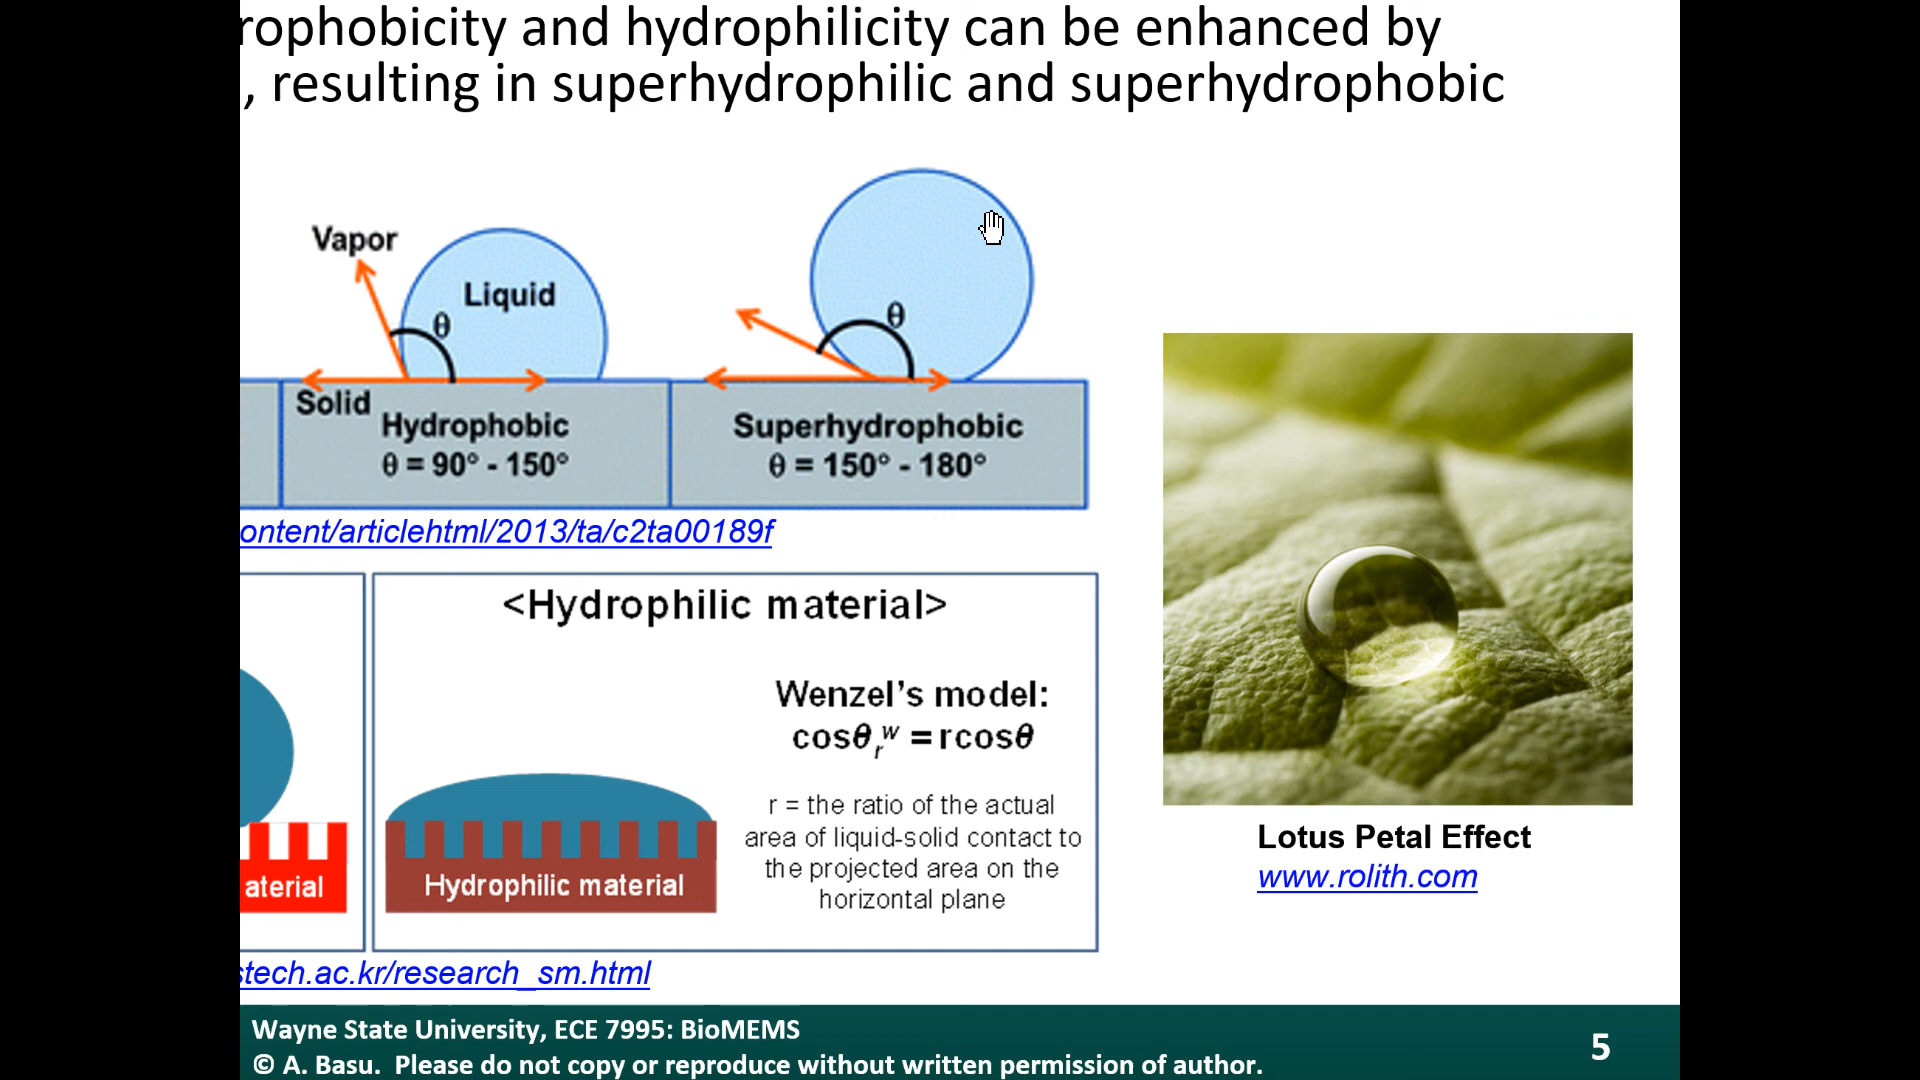 rophobicity and hydrophilicity can be enhanced by
, resulting in superhydrophilic and superhydrophobic
Vapor
Liquid
θ
θ
Solid
Hydrophobic
θ = 90° - 150°
Superhydrophobic
θ = 150° - 180°
ontent/articlehtml/2013/ta/c2ta00189f
<Hydrophilic material>
Wenzel's model:
cosθ_r^w = rcosθ
r = the ratio of the actual
area of liquid-solid contact to
the projected area on the
horizontal plane
aterial
Hydrophilic material
stech.ac.kr/research_sm.html
Lotus Petal Effect
www.rolith.com
Wayne State University, ECE 7995: BioMEMS
© A. Basu. Please do not copy or reproduce without written permission of author.
5